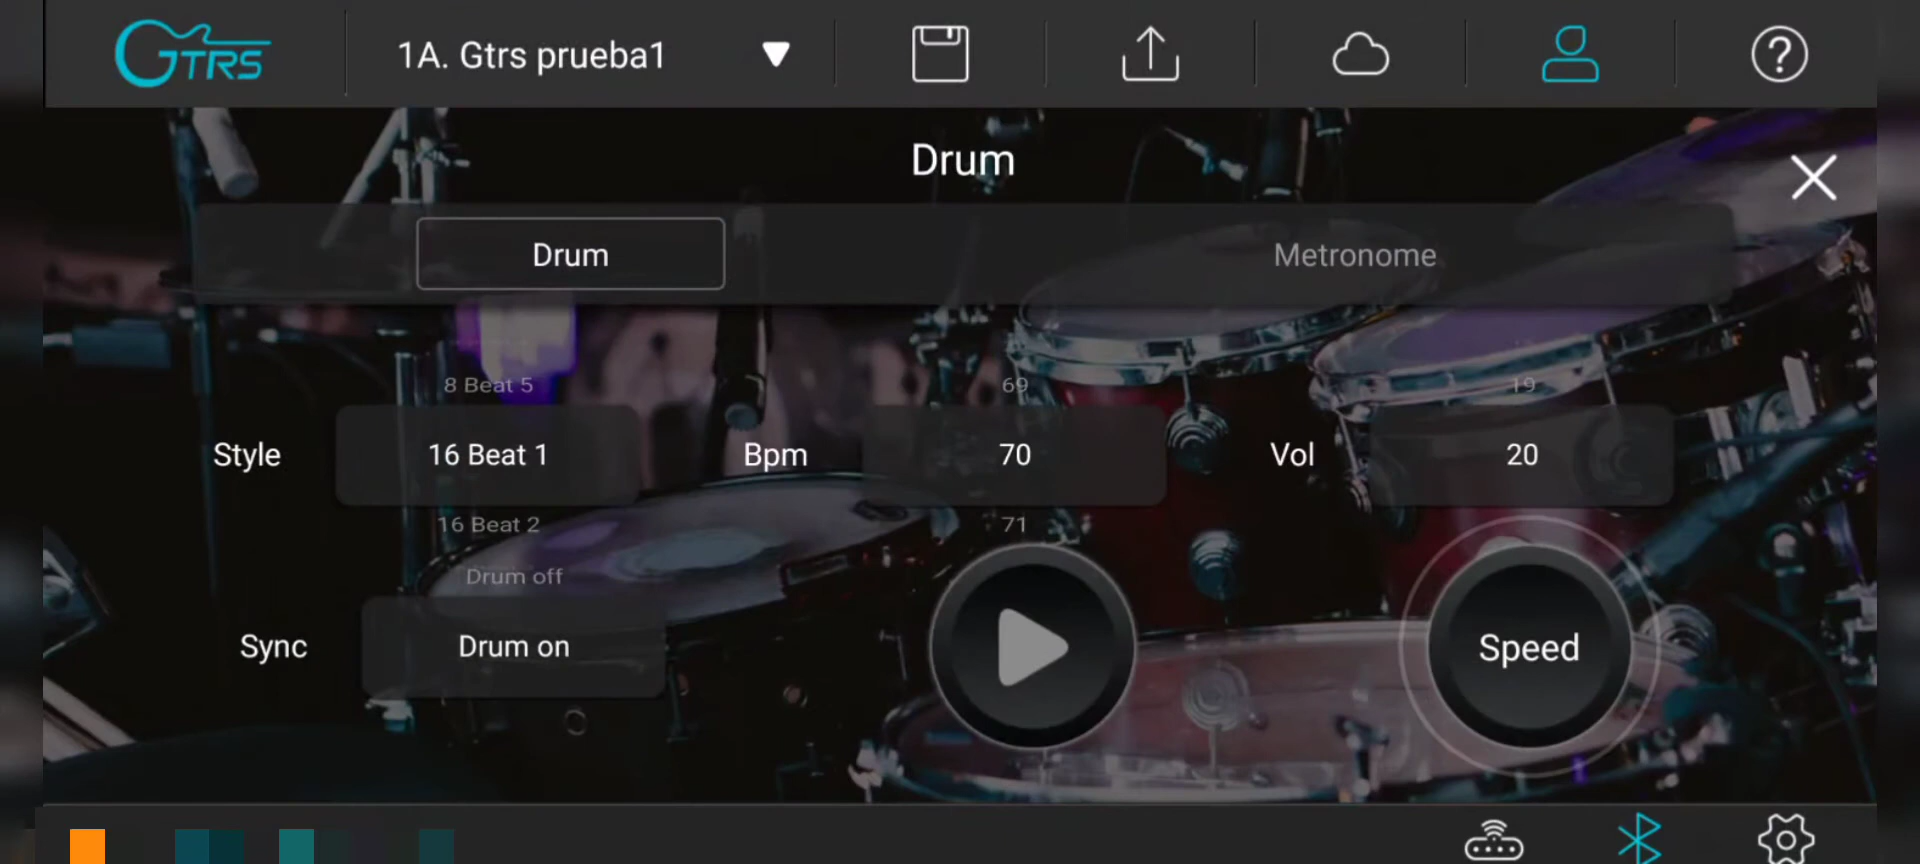 GTRS
1A. Gtrs prueba1
Drum
Drum
Metronome
8 Beat 5
69
19
Style
16 Beat 1
Bpm
70
Vol
20
16 Beat 2
71
Drum off
Sync
Drum on
Speed